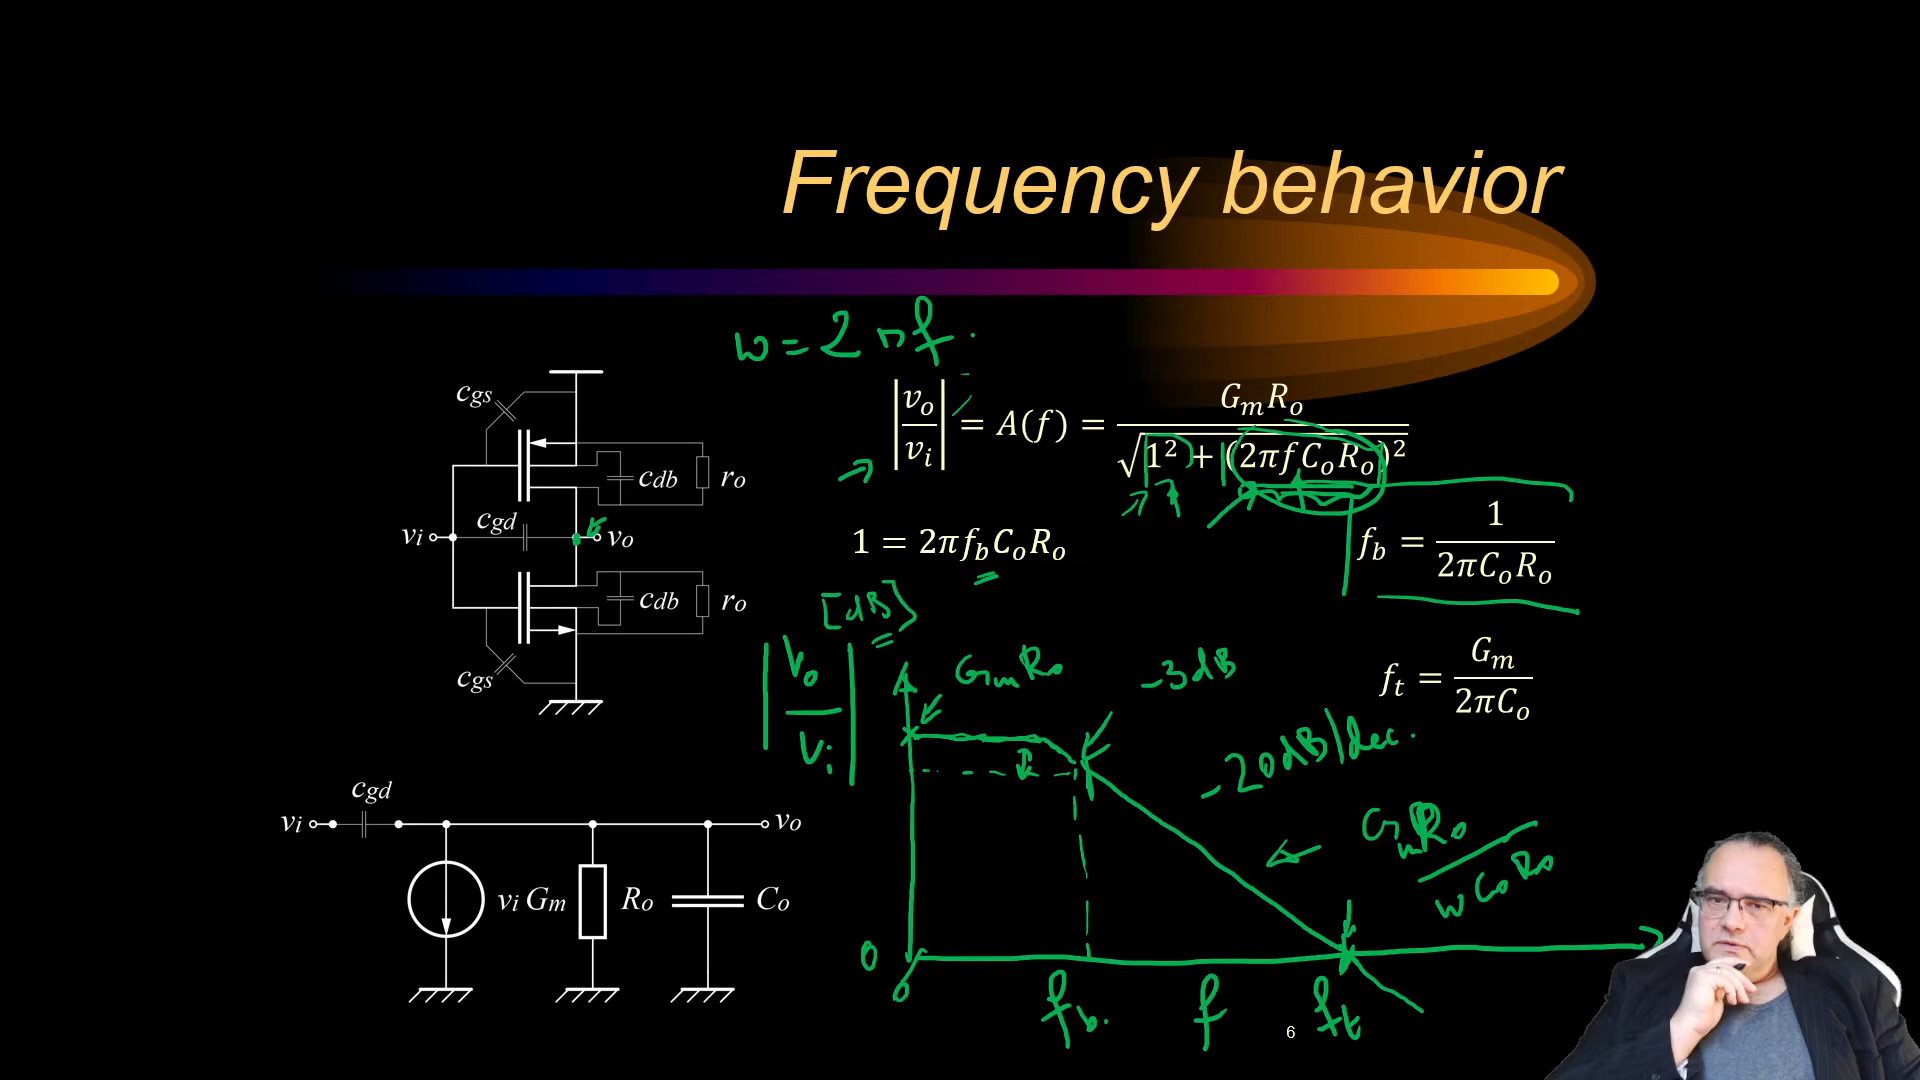 Frequency behavior
w = 2πf.
|vo/vi| = A(f) = GmRo / √(1² + (2πfCoRo)²)
1 = 2πfbCoRo
fb = 1 / (2πCoRo)
ft = Gm / (2πCo)
cgs
cdb
ro
cgd
vi
vo
cdb
ro
cgs
[dB]
|Vo/Vi|
GmRo
-3dB
-20dB/dec.
GmRo / wCoRo
cgd
vi
vo
vi Gm
Ro
Co
0
0
fb.
f
ft
6